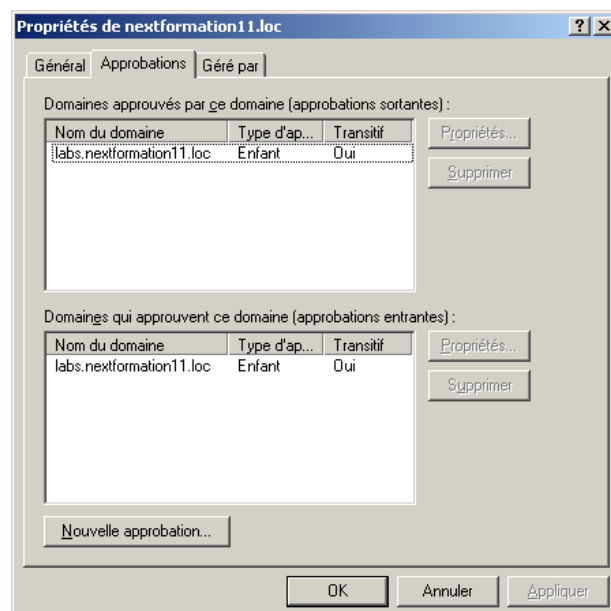 Propriétés de nextformation11.loc
Général Approbations Géré par
Domaines approuvés par ce domaine (approbations sortantes) :
Nom du domaine Type d'ap... Transitif
labs.nextformation11.loc Enfant Oui
Propriétés...
Supprimer
Domaines qui approuvent ce domaine (approbations entrantes) :
Nom du domaine Type d'ap... Transitif
labs.nextformation11.loc Enfant Oui
Propriétés...
Supprimer
Nouvelle approbation...
OK Annuler Appliquer